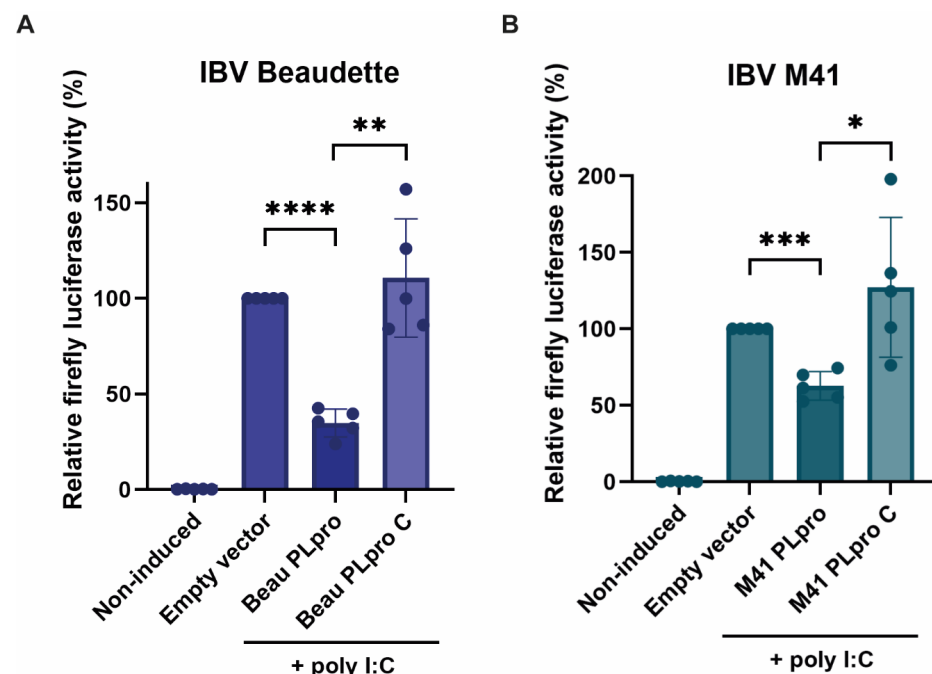 A
IBV Beaudette
Relative firefly luciferase activity (%)
**
****
150
100
50
0
Non-induced
Empty vector
Beau PLpro
Beau PLpro C
+ poly I:C
B
IBV M41
Relative firefly luciferase activity (%)
*
***
200
150
100
50
0
Non-induced
Empty vector
M41 PLpro
M41 PLpro C
+ poly I:C